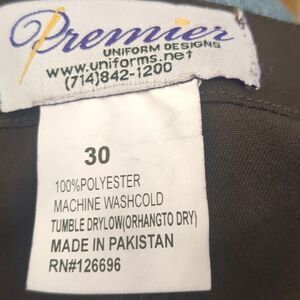 Premier
UNIFORM DESIGNS
www.uniforms.net
(714)842-1200
30
100%POLYESTER
MACHINE WASHCOLD
TUMBLE DRYLOW(ORHANGTO DRY)
MADE IN PAKISTAN
RN#126696